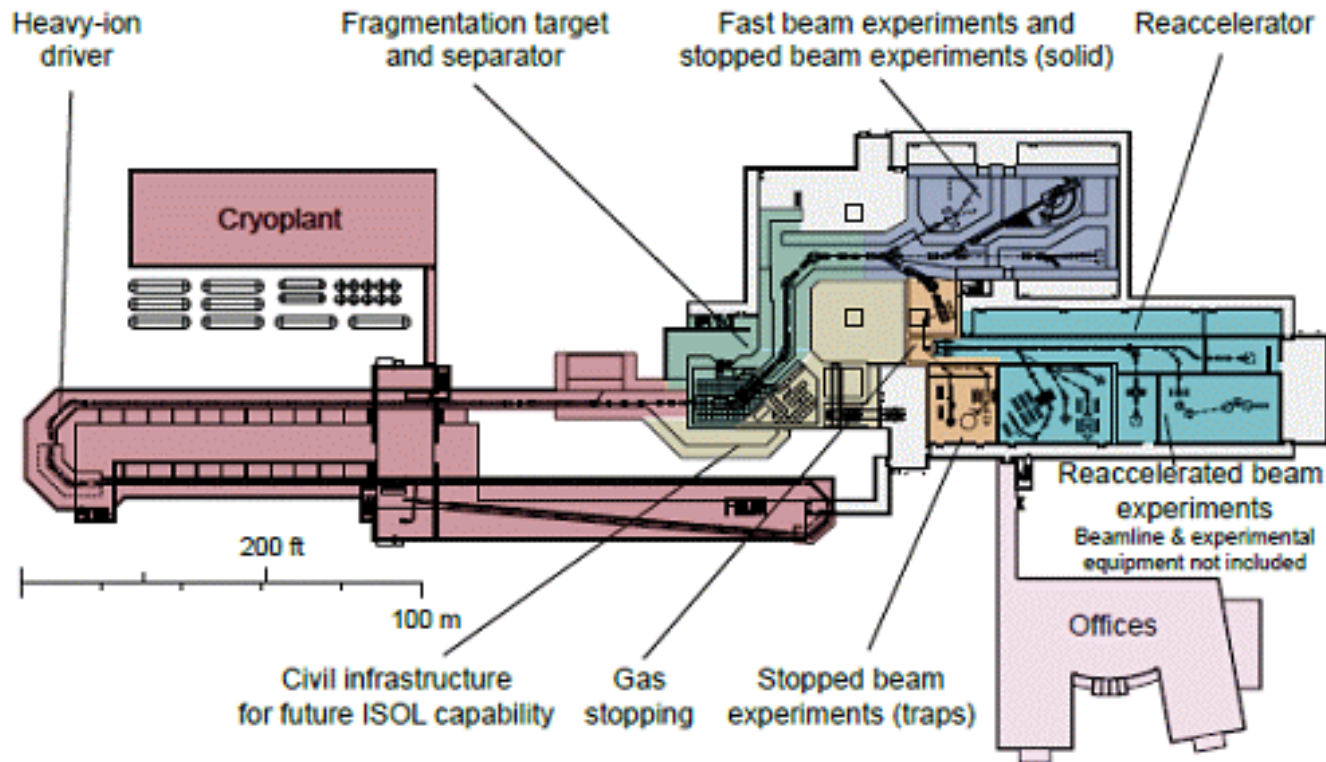 Heavy-ion
driver
Fragmentation target
and separator
Fast beam experiments and
stopped beam experiments (solid)
Reaccelerator
Cryoplant
Reaccelerated beam
experiments
Beamline & experimental
equipment not included
200 ft
100 m
Offices
Civil infrastructure
for future ISOL capability
Gas
stopping
Stopped beam
experiments (traps)